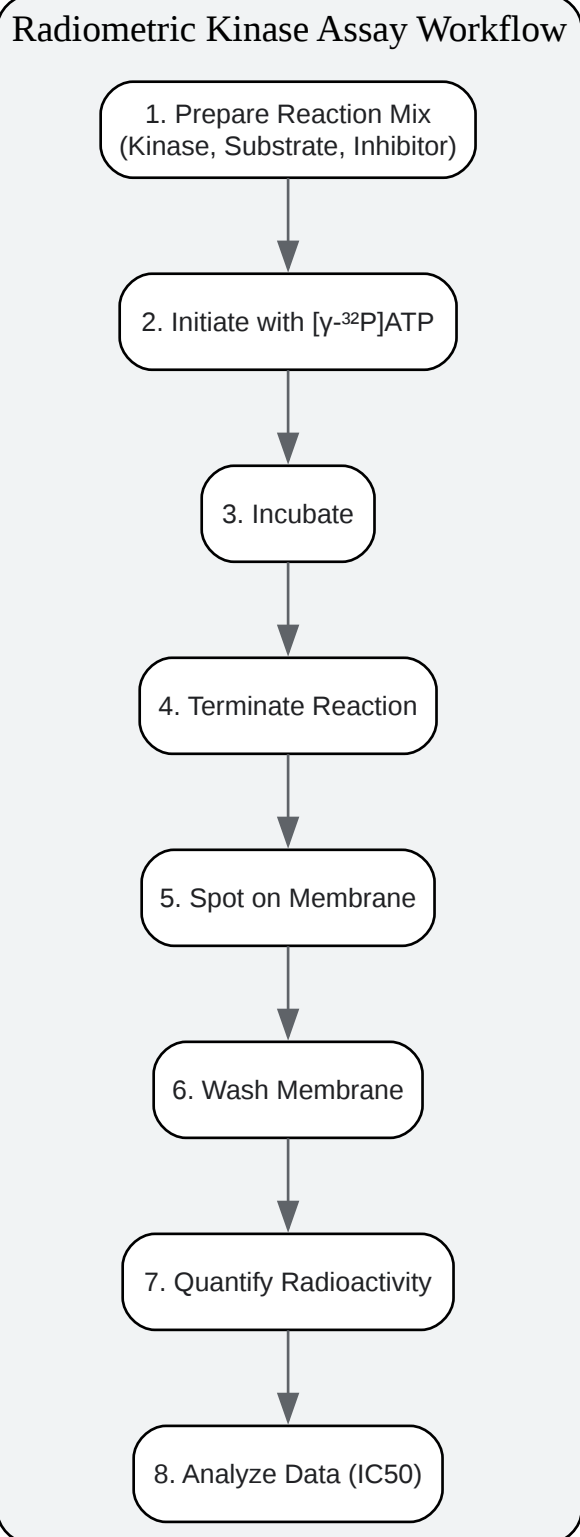 Radiometric Kinase Assay Workflow
1. Prepare Reaction Mix
(Kinase, Substrate, Inhibitor)
2. Initiate with [γ-³²P]ATP
3. Incubate
4. Terminate Reaction
5. Spot on Membrane
6. Wash Membrane
7. Quantify Radioactivity
8. Analyze Data (IC50)